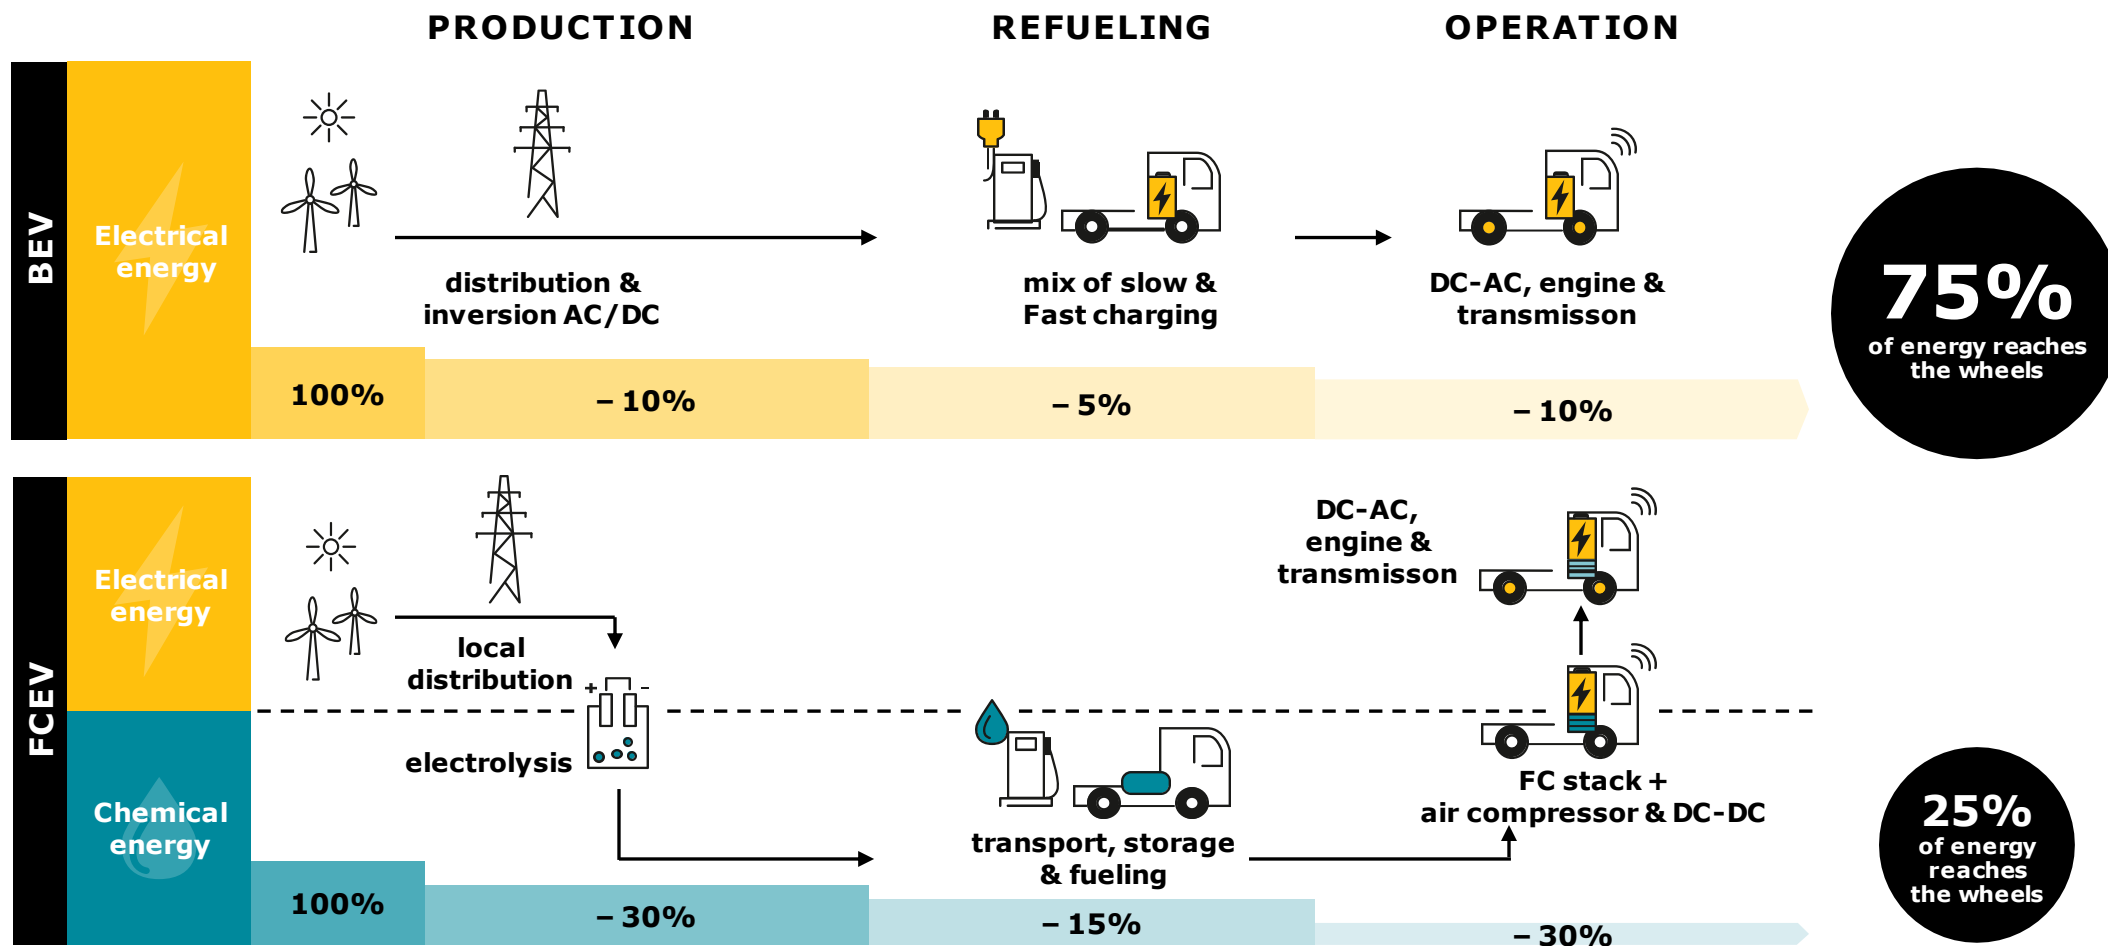 PRODUCTION
REFUELING
OPERATION
BEV
Electrical
energy
distribution &
inversion AC/DC
mix of slow &
Fast charging
DC-AC, engine &
transmisson
75%
of energy reaches
the wheels
100%
– 10%
– 5%
– 10%
FCEV
Electrical
energy
local
distribution
+
–
DC-AC,
engine &
transmisson
Chemical
energy
electrolysis
transport, storage
& fueling
FC stack +
air compressor & DC-DC
25%
of energy
reaches
the wheels
100%
– 30%
– 15%
– 30%